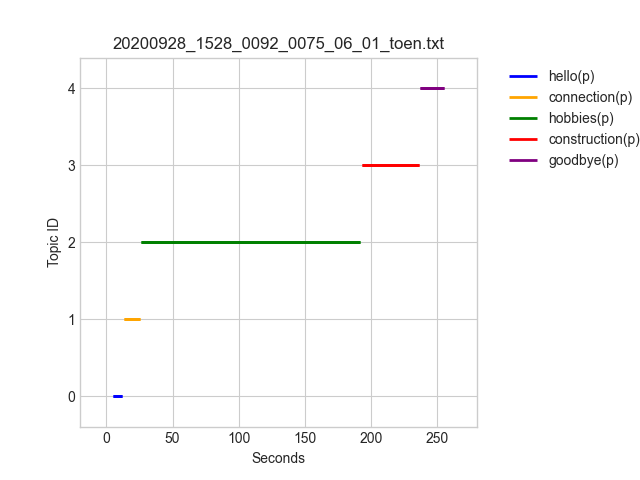 20200928_1528_0092_0075_06_01_toen.txt
hello(p)
connection(p)
hobbies(p)
construction(p)
goodbye(p)
Topic ID
4
3
2
1
0
0 50 100 150 200 250
Seconds